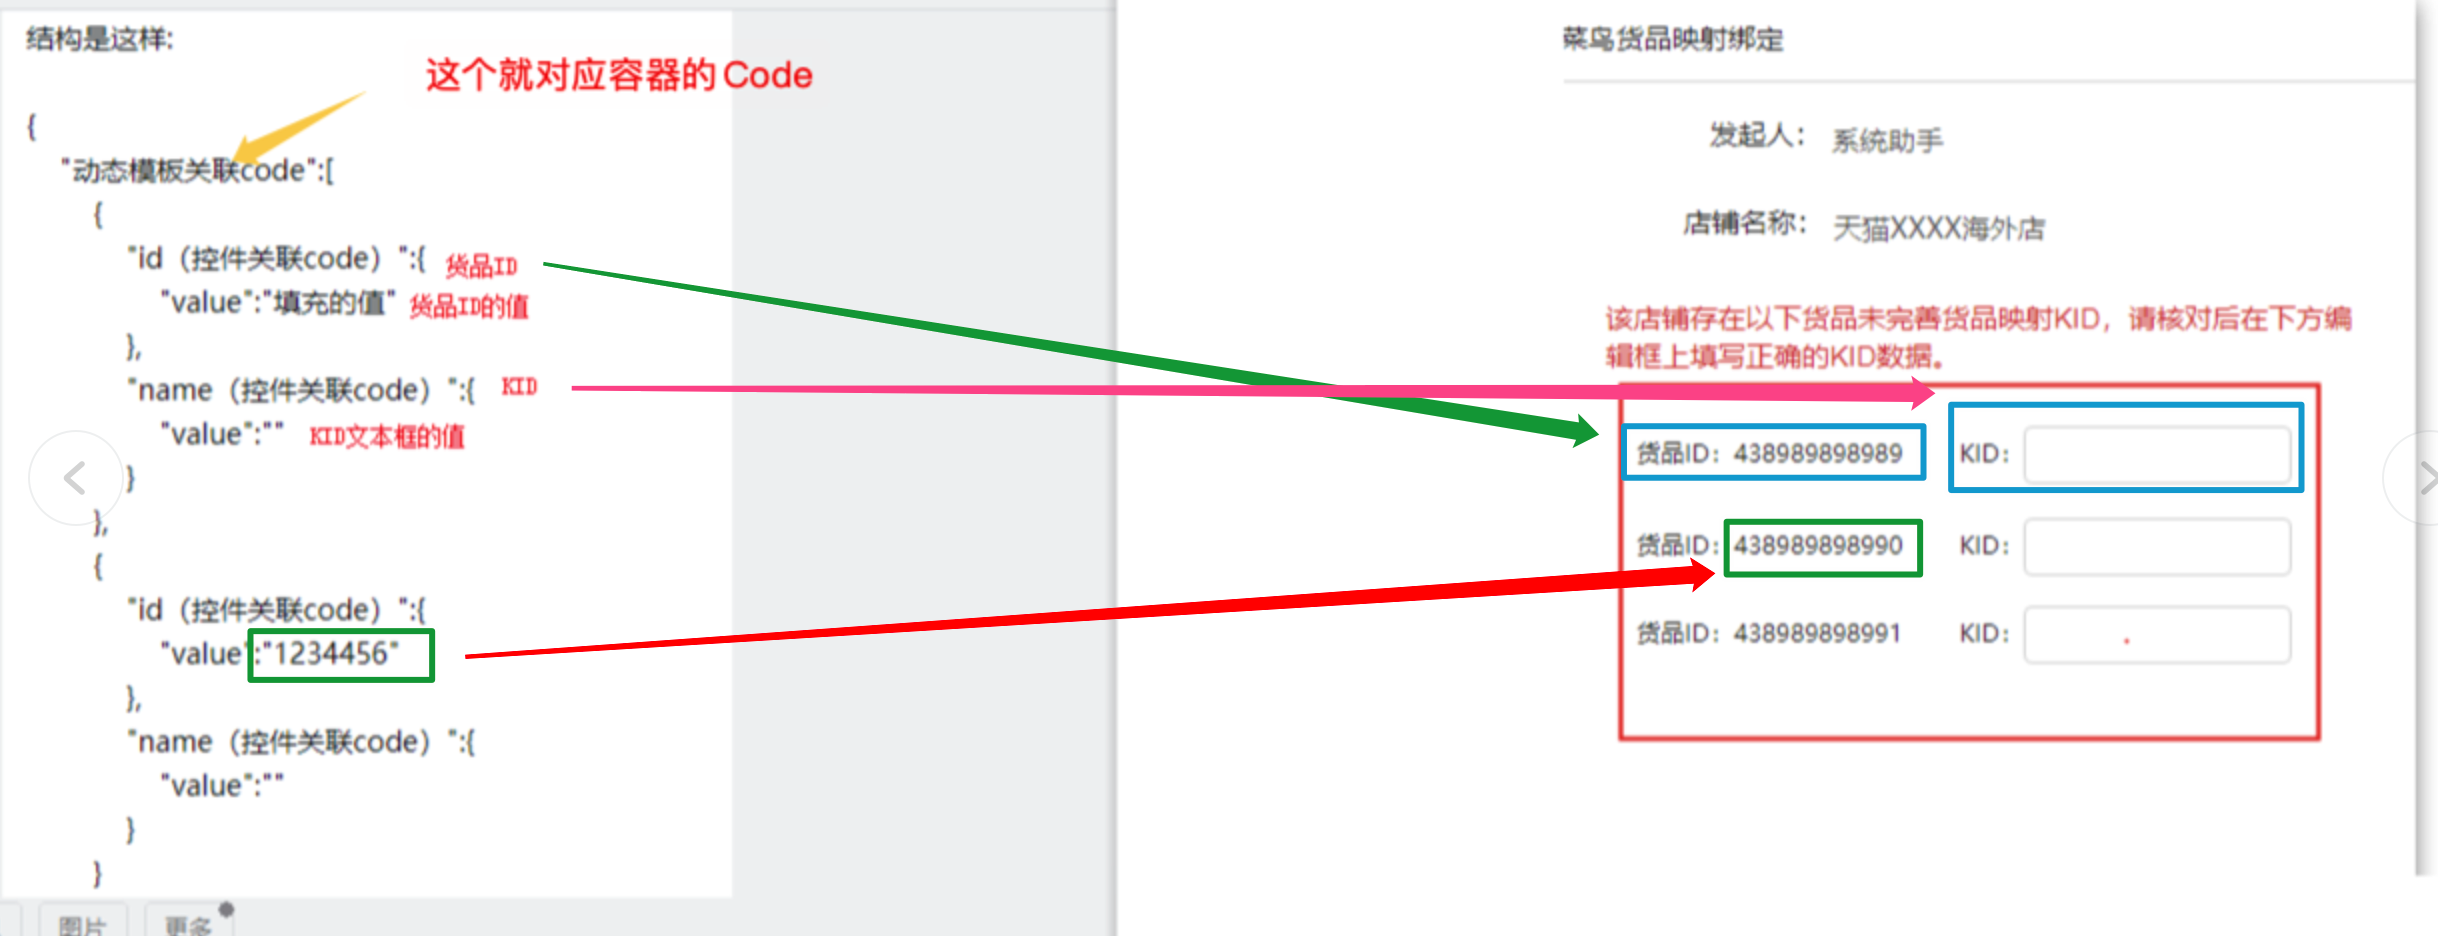 结构是这样:
这个就对应容器的Code
{
"动态模板关联code":[
{
"id（控件关联code）":{ 货品ID
"value":"填充的值" 货品ID的值
},
"name（控件关联code）":{ KID
"value":"" KID文本框的值
}
},
{
"id（控件关联code）":{
"value":"1234456"
},
"name（控件关联code）":{
"value":""
}
}
图片 更多
菜鸟货品映射绑定
发起人： 系统助手
店铺名称： 天猫XXXX海外店
该店铺存在以下货品未完善货品映射KID，请核对后在下方编
辑框上填写正确的KID数据。
货品ID：438989898989 KID：
货品ID：438989898990 KID：
货品ID：438989898991 KID：